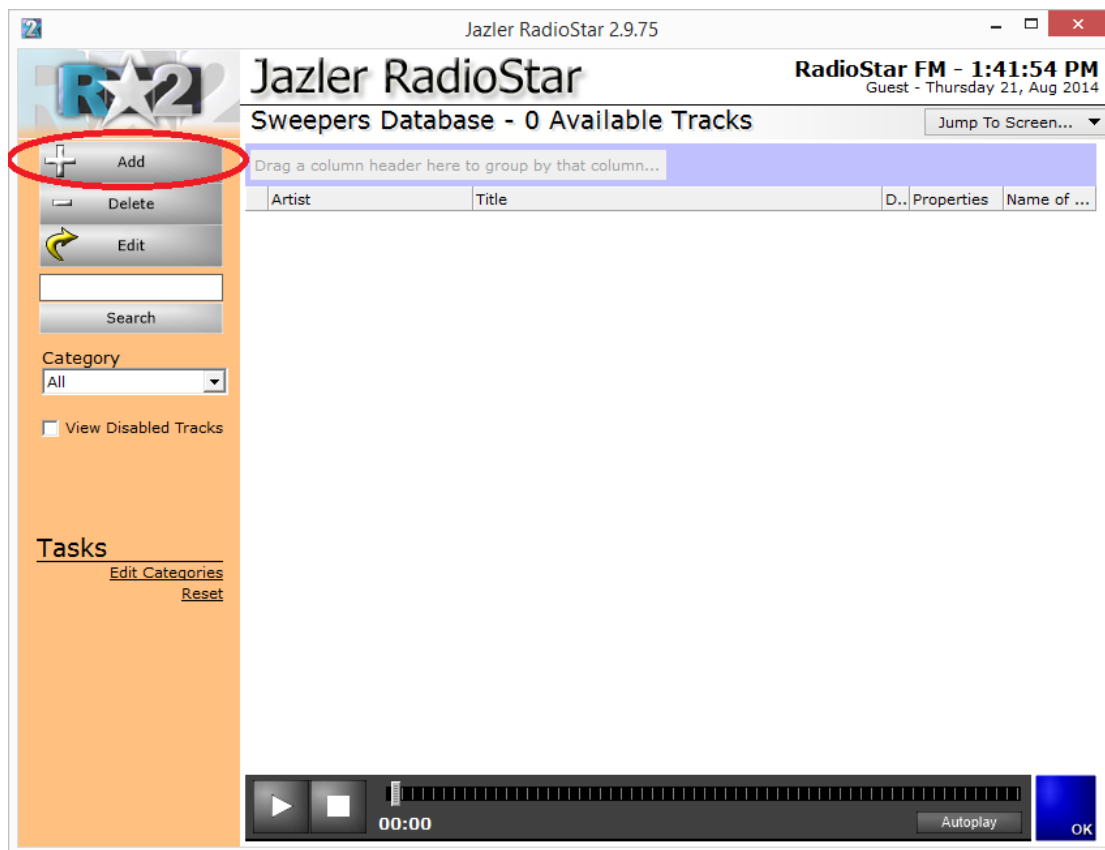 Jazler RadioStar 2.9.75
Jazler RadioStar
RadioStar FM - 1:41:54 PM
Guest - Thursday 21, Aug 2014
Sweepers Database - 0 Available Tracks
Jump To Screen...
Add
Delete
Edit
Search
Category
All
View Disabled Tracks
Tasks
Edit Categories
Reset
Drag a column header here to group by that column...
Artist Title D.. Properties Name of ...
00:00
Autoplay
OK